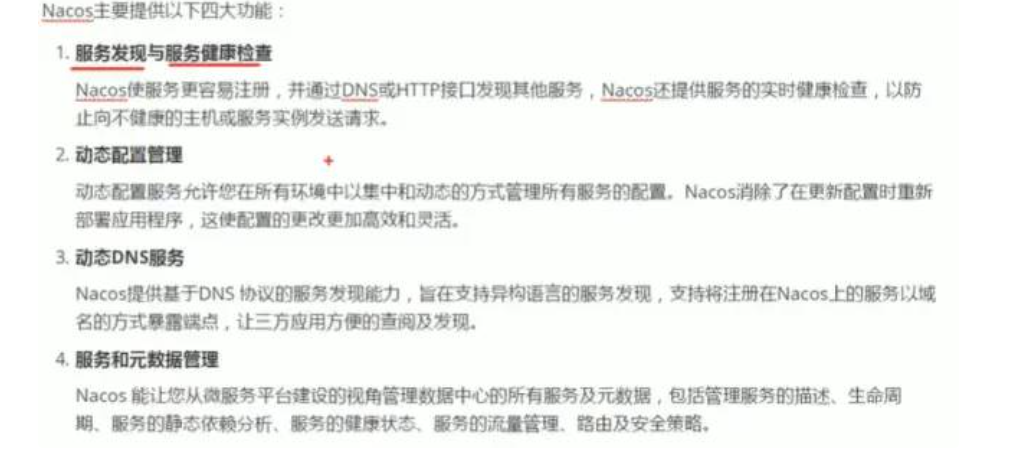 Nacos主要提供以下四大功能：
1. 服务发现与服务健康检查
Nacos使服务更容易注册，并通过DNS或HTTP接口发现其他服务，Nacos还提供服务的实时健康检查，以防
止向不健康的主机或服务实例发送请求。
2. 动态配置管理
动态配置服务允许您在所有环境中以集中和动态的方式管理所有服务的配置。Nacos消除了在更新配置时重新
部署应用程序，这使配置的更改更加高效和灵活。
3. 动态DNS服务
Nacos提供基于DNS 协议的服务发现能力，旨在支持异构语言的服务发现，支持将注册在Nacos上的服务以域
名的方式暴露端点，让三方应用方便的查阅及发现。
4. 服务和元数据管理
Nacos 能让您从微服务平台建设的视角管理数据中心的所有服务及元数据，包括管理服务的描述、生命周
期、服务的静态依赖分析、服务的健康状态、服务的流量管理、路由及安全策略。